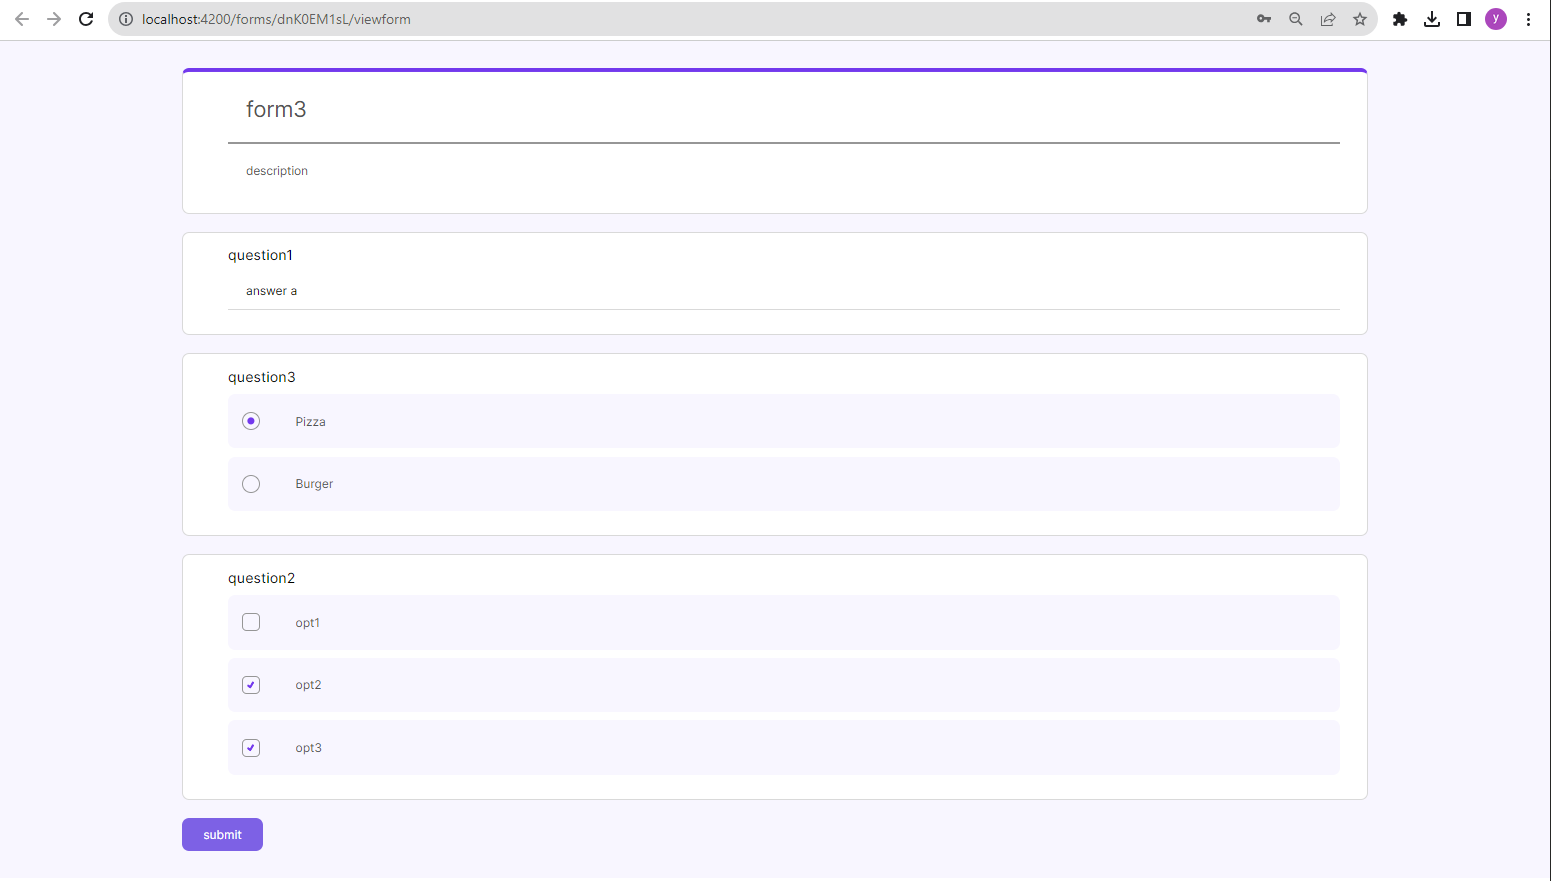 localhost:4200/forms/dnK0EM1sL/viewform
y
form3
description
question1
answer a
question3
Pizza
Burger
question2
opt1
opt2
opt3
submit